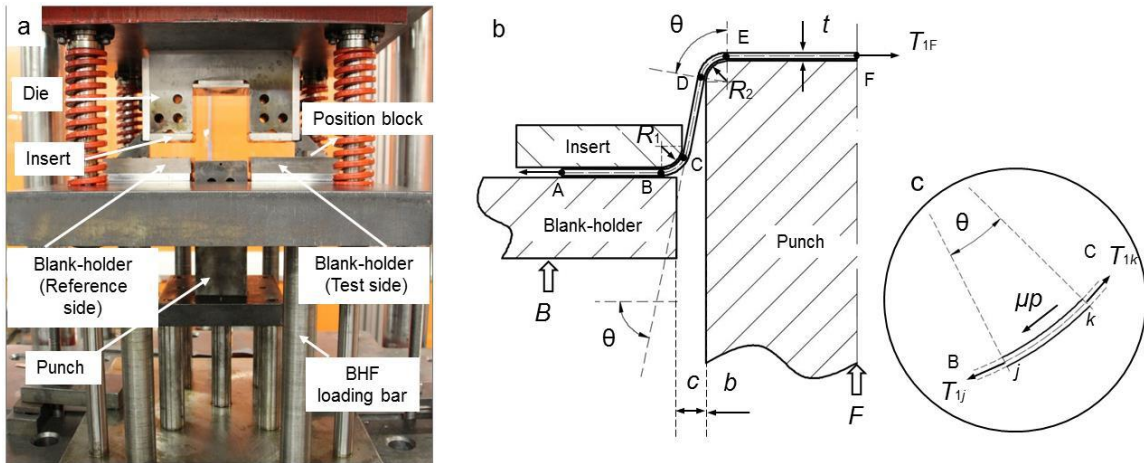 a
Die
Insert
Position block
Blank-holder
(Reference
side)
Blank-holder
(Test side)
Punch
BHF
loading bar
b
θ
E
t
T1F
D
R2
F
R1
Insert
C
A
B
Blank-holder
Punch
B
θ
c
b
F
c
θ
C
T1k
μp
k
B
j
T1j